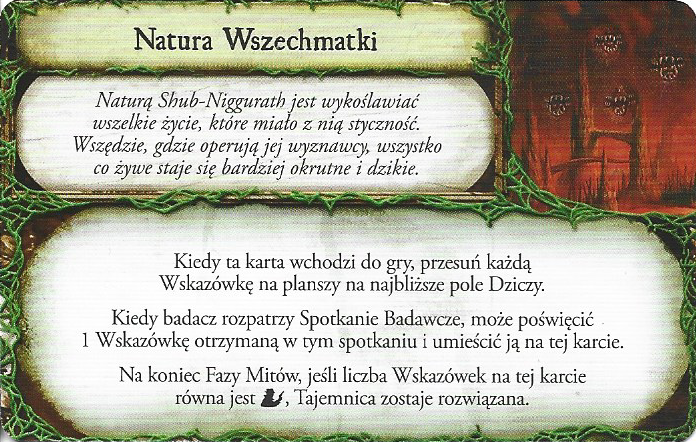 Natura Wszechmatki
Naturą Shub-Niggurath jest wykoślawiać
wszelkie życie, które miało z nią styczność.
Wszędzie, gdzie operują jej wyznawcy, wszystko
co żywe staje się bardziej okrutne i dzikie.
Kiedy ta karta wchodzi do gry, przesuń każdą
Wskazówkę na planszy na najbliższe pole Dziczy.
Kiedy badacz rozpatrzy Spotkanie Badawcze, może poświęcić
1 Wskazówkę otrzymaną w tym spotkaniu i umieścić ją na tej karcie.
Na koniec Fazy Mitów, jeśli liczba Wskazówek na tej karcie
równa jest , Tajemnica zostaje rozwiązana.